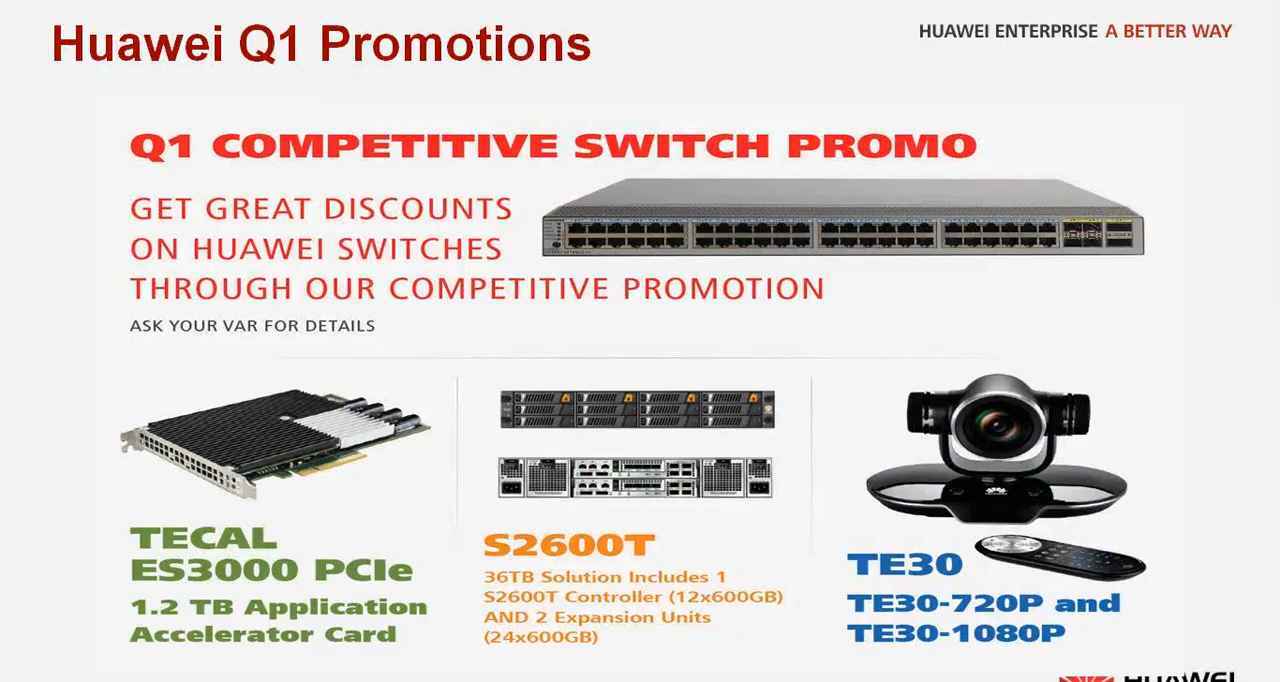 Huawei Q1 Promotions
HUAWEI ENTERPRISE A BETTER WAY
Q1 COMPETITIVE SWITCH PROMO
GET GREAT DISCOUNTS
ON HUAWEI SWITCHES
THROUGH OUR COMPETITIVE PROMOTION
ASK YOUR VAR FOR DETAILS
TECAL
ES3000 PCIe
1.2 TB Application
Accelerator Card
S2600T
36TB Solution Includes 1
S2600T Controller (12x600GB)
AND 2 Expansion Units
(24x600GB)
TE30
TE30-720P and
TE30-1080P
HUAWEI